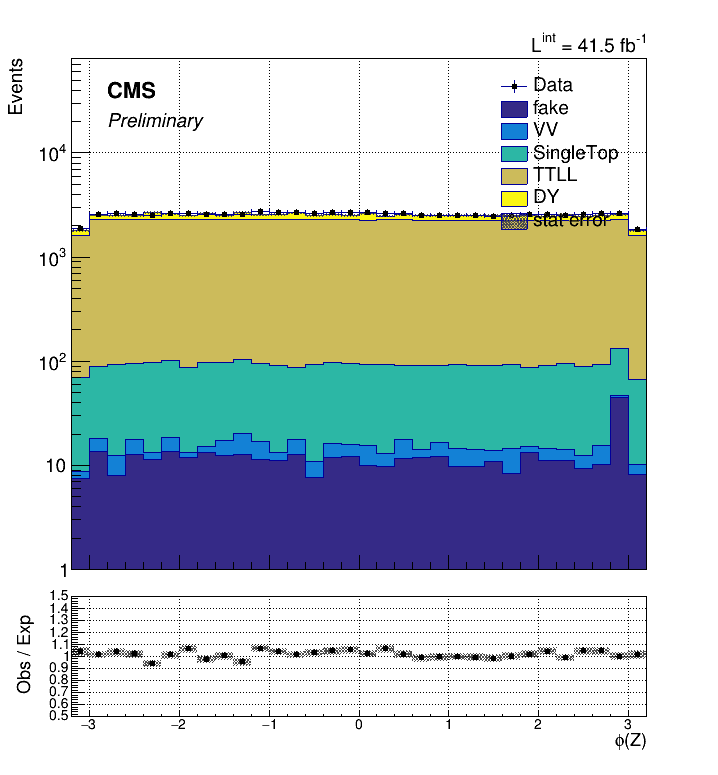 L^int = 41.5 fb^-1
Events
CMS
Preliminary
Data
fake
VV
SingleTop
TTLL
DY
stat error
10^4
10^3
10^2
10
1
Obs / Exp
1.5
1.4
1.3
1.2
1.1
1
0.9
0.8
0.7
0.6
0.5
−3 −2 −1 0 1 2 3
ϕ(Z)